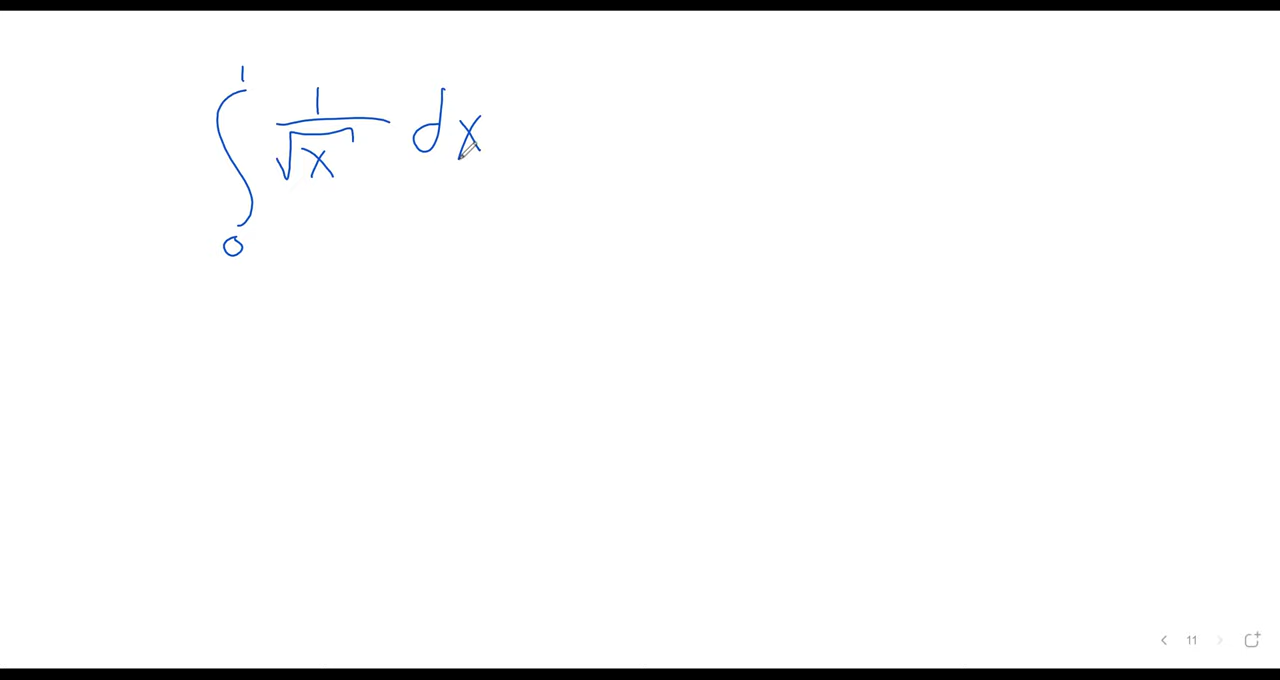 ∫₀¹ 1/√x dx
< 11 >